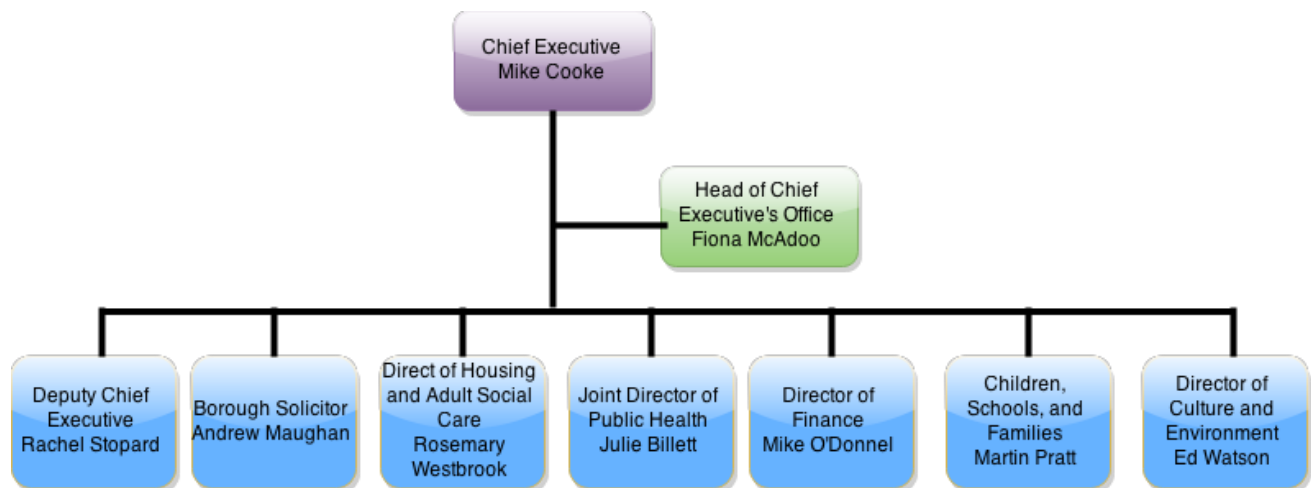 Chief Executive
Mike Cooke
Head of Chief
Executive's Office
Fiona McAdoo
Deputy Chief
Executive
Rachel Stopard
Borough Solicitor
Andrew Maughan
Direct of Housing
and Adult Social
Care
Rosemary
Westbrook
Joint Director of
Public Health
Julie Billett
Director of
Finance
Mike O'Donnel
Children,
Schools, and
Families
Martin Pratt
Director of
Culture and
Environment
Ed Watson